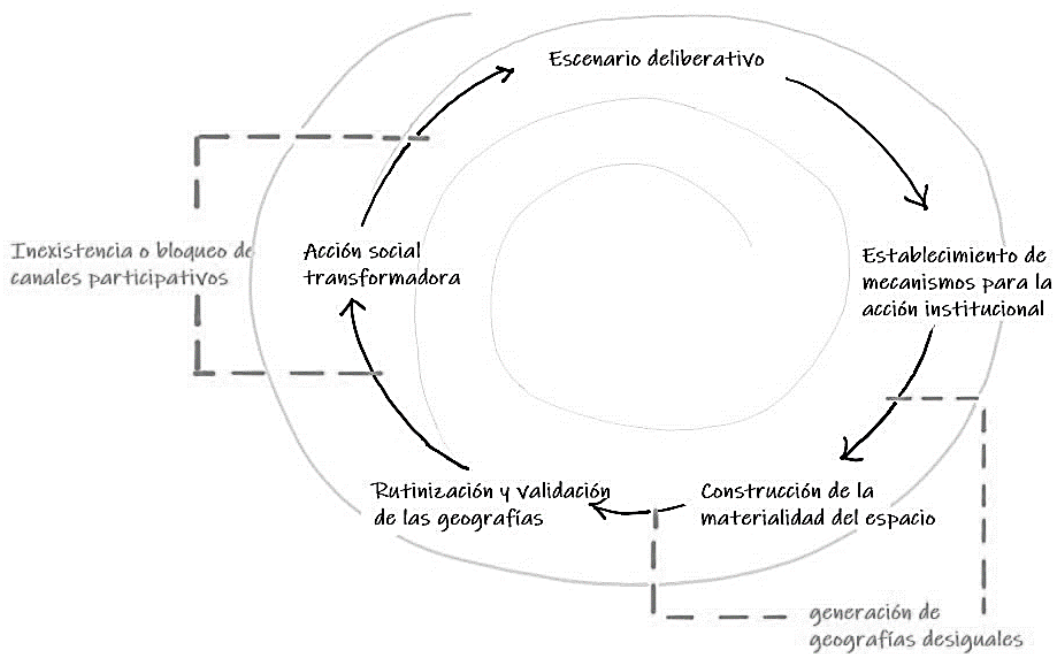 Escenario deliberativo
Establecimiento de
mecanismos para la
acción institucional
Construcción de la
materialidad del espacio
generación de
geografías desiguales
Rutinización y validación
de las geografías
Acción social
transformadora
Inexistencia o bloqueo de
canales participativos